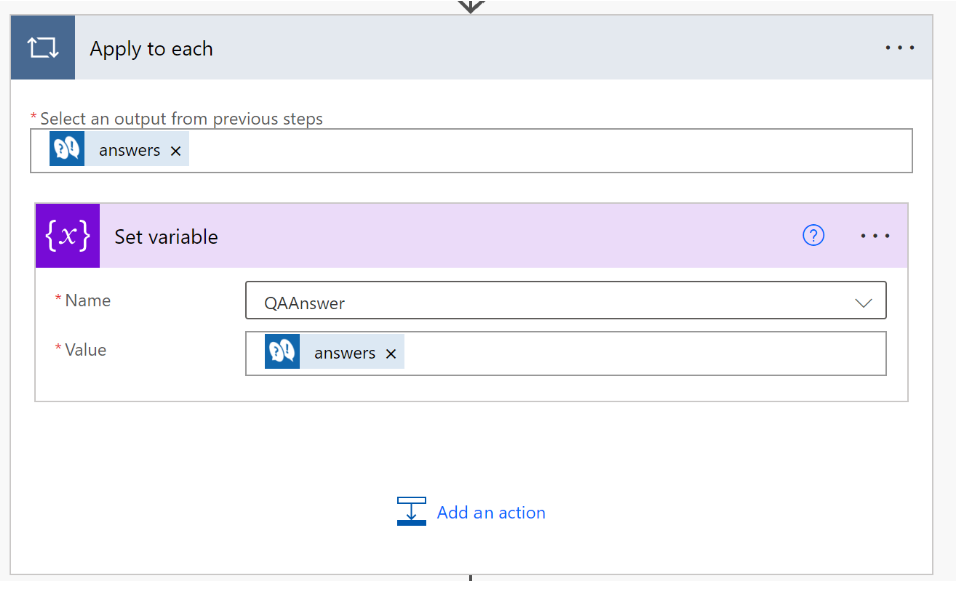 Apply to each
* Select an output from previous steps
answers ×
{x} Set variable
* Name QAAnswer
* Value answers ×
Add an action